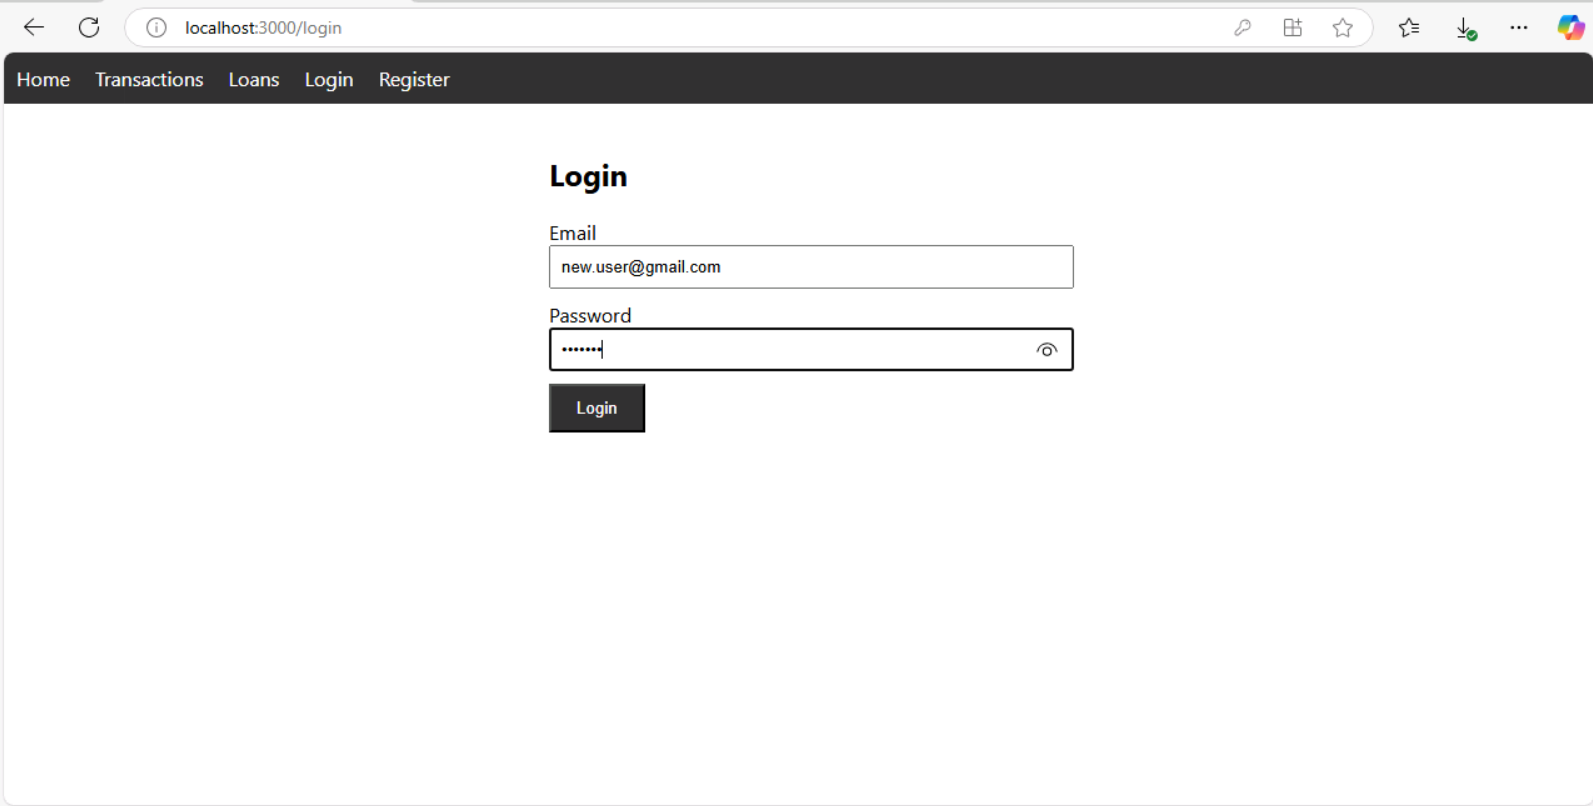 localhost:3000/login
Home Transactions Loans Login Register
Login
Email
new.user@gmail.com
Password
•••••••
Login